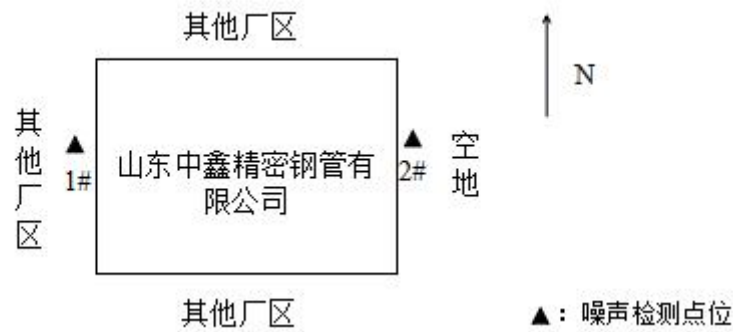 其他厂区
N
其他厂区
▲
1#
山东中鑫精密钢管有
限公司
▲
2#
空地
其他厂区
▲：噪声检测点位